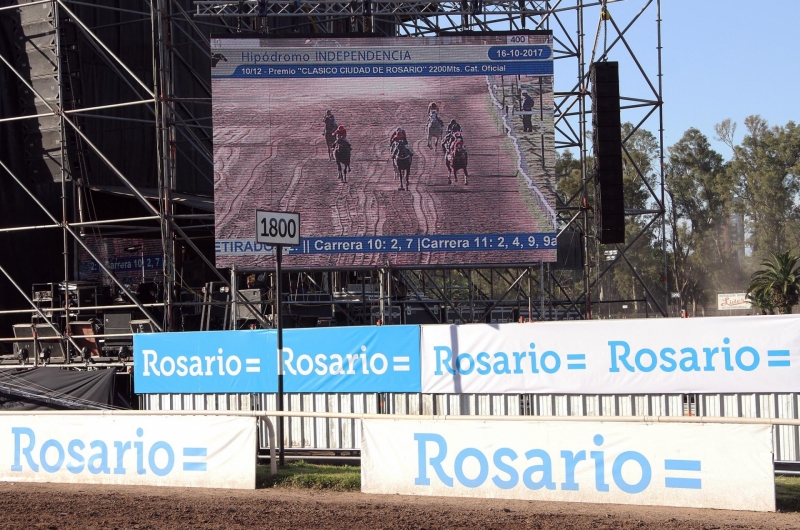 Hipódromo INDEPENDENCIA
400
16-10-2017
10/12 - Premio "CLASICO CIUDAD DE ROSARIO" 2200Mts. Cat. Oficial
1800
|| Carrera 10: 2, 7 |Carrera 11: 2, 4, 9, 9a
Rosario= Rosario= Rosario= Rosario=
Rosario= Rosario=